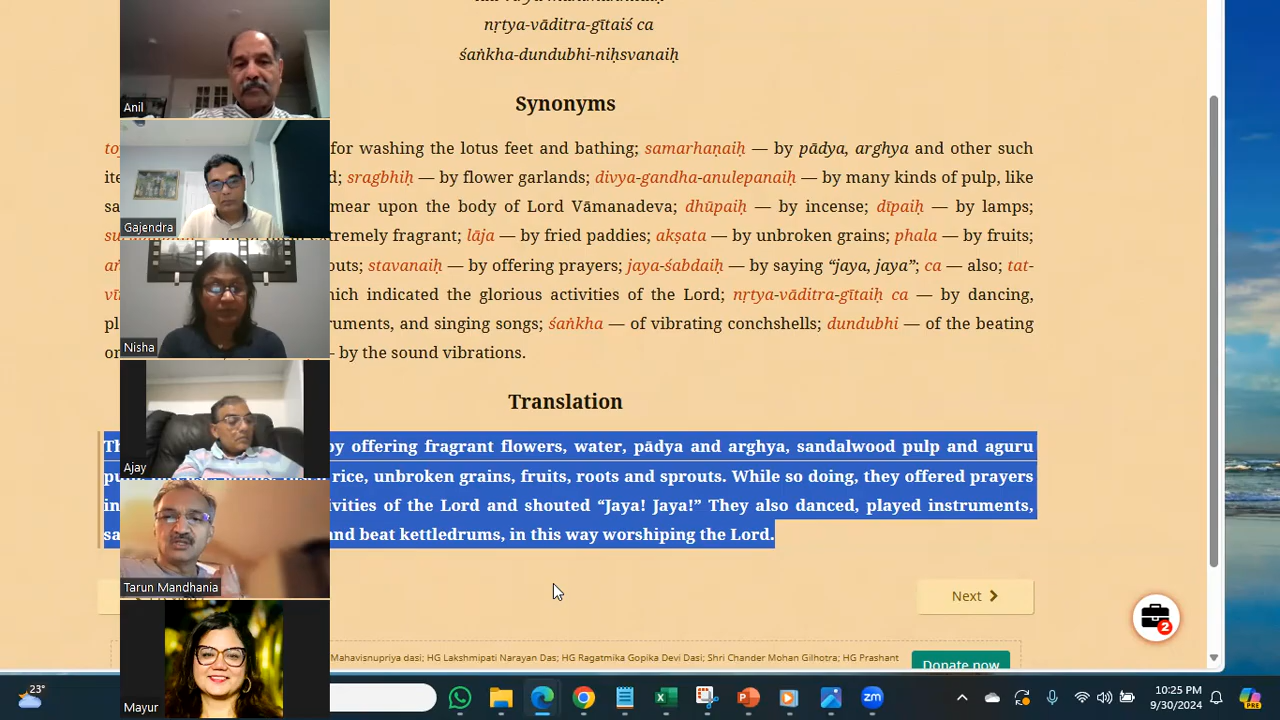 nṛtya-vāditra-gītaiś ca
śaṅkha-dundubhi-niḥsvanaiḥ
Synonyms
for washing the lotus feet and bathing; samarhaṇaiḥ — by pādya, arghya and other such
sragbhiḥ — by flower garlands; divya-gandha-anulepanaiḥ — by many kinds of pulp, like
mear upon the body of Lord Vāmanadeva; dhūpaiḥ — by incense; dīpaiḥ — by lamps;
xtremely fragrant; lāja — by fried paddies; akṣata — by unbroken grains; phala — by fruits;
outs; stavanaiḥ — by offering prayers; jaya-śabdaiḥ — by saying “jaya, jaya”; ca — also; tat-
hich indicated the glorious activities of the Lord; nṛtya-vāditra-gītaiḥ ca — by dancing,
ruments, and singing songs; śaṅkha — of vibrating conchshells; dundubhi — of the beating
— by the sound vibrations.
Translation
by offering fragrant flowers, water, pādya and arghya, sandalwood pulp and aguru
rice, unbroken grains, fruits, roots and sprouts. While so doing, they offered prayers
ivities of the Lord and shouted “Jaya! Jaya!” They also danced, played instruments,
nd beat kettledrums, in this way worshiping the Lord.
Next
Mahavisnupriya dasi; HG Lakshmipati Narayan Das; HG Ragatmika Gopika Devi Dasi; Shri Chander Mohan Gilhotra; HG Prashant
Donate now
2
Anil
Gajendra
Nisha
Ajay
Tarun Mandhania
Mayur
23°
zm
10:25 PM
9/30/2024
PRE